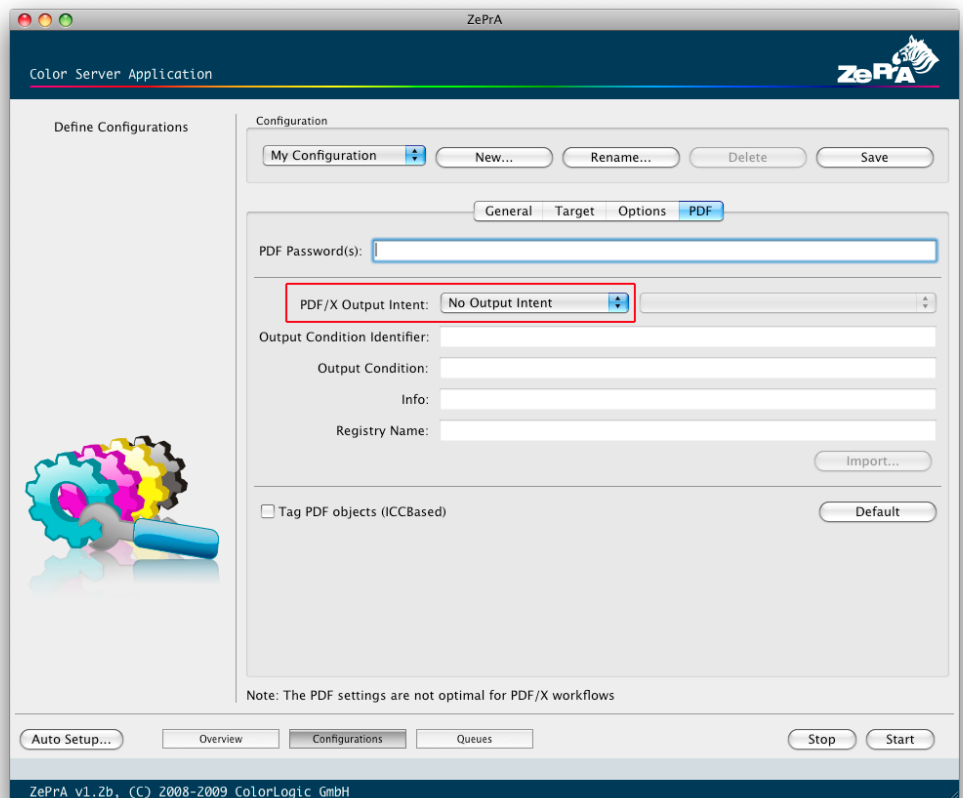 ZePrA
Color Server Application
ZePrA
Define Configurations
Configuration
My Configuration
New...
Rename...
Delete
Save
General
Target
Options
PDF
PDF Password(s):
PDF/X Output Intent:
No Output Intent
Output Condition Identifier:
Output Condition:
Info:
Registry Name:
Import...
Tag PDF objects (ICCBased)
Default
Note: The PDF settings are not optimal for PDF/X workflows
Auto Setup...
Overview
Configurations
Queues
Stop
Start
ZePrA v1.2b, (C) 2008-2009 ColorLogic GmbH